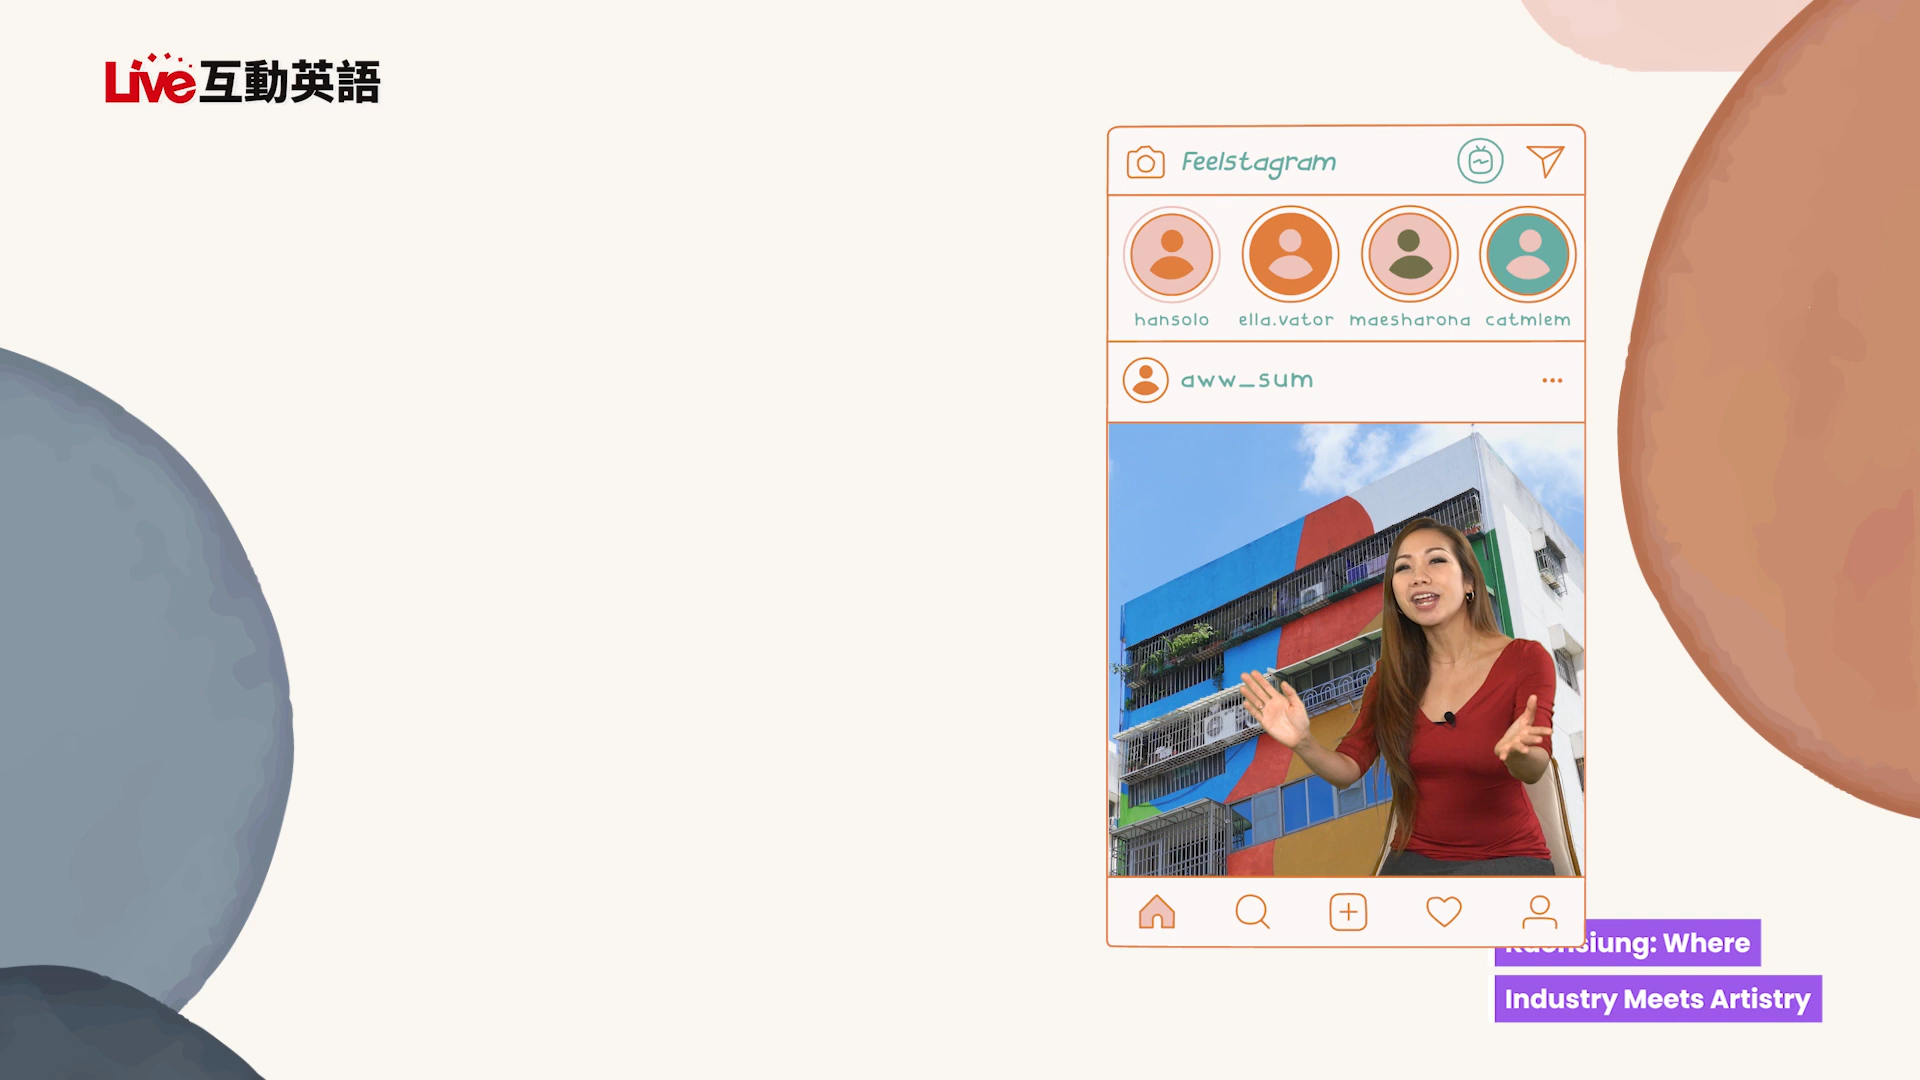 Live互動英語
Feelstagram
hansolo ella.vator maesharona catmlem
aww_sum
Kaohsiung: Where
Industry Meets Artistry